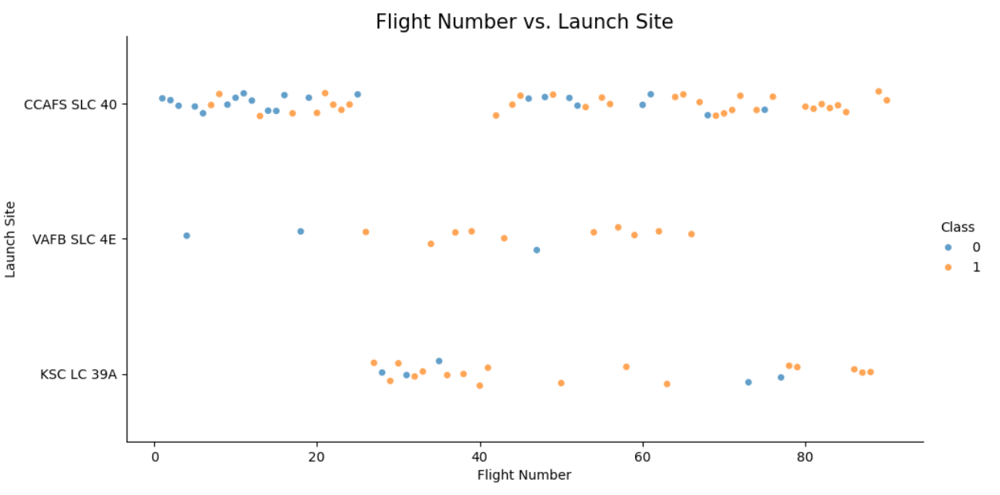 Flight Number vs. Launch Site
CCAFS SLC 40
VAFB SLC 4E
KSC LC 39A
Launch Site
0 20 40 60 80
Flight Number
Class
0
1